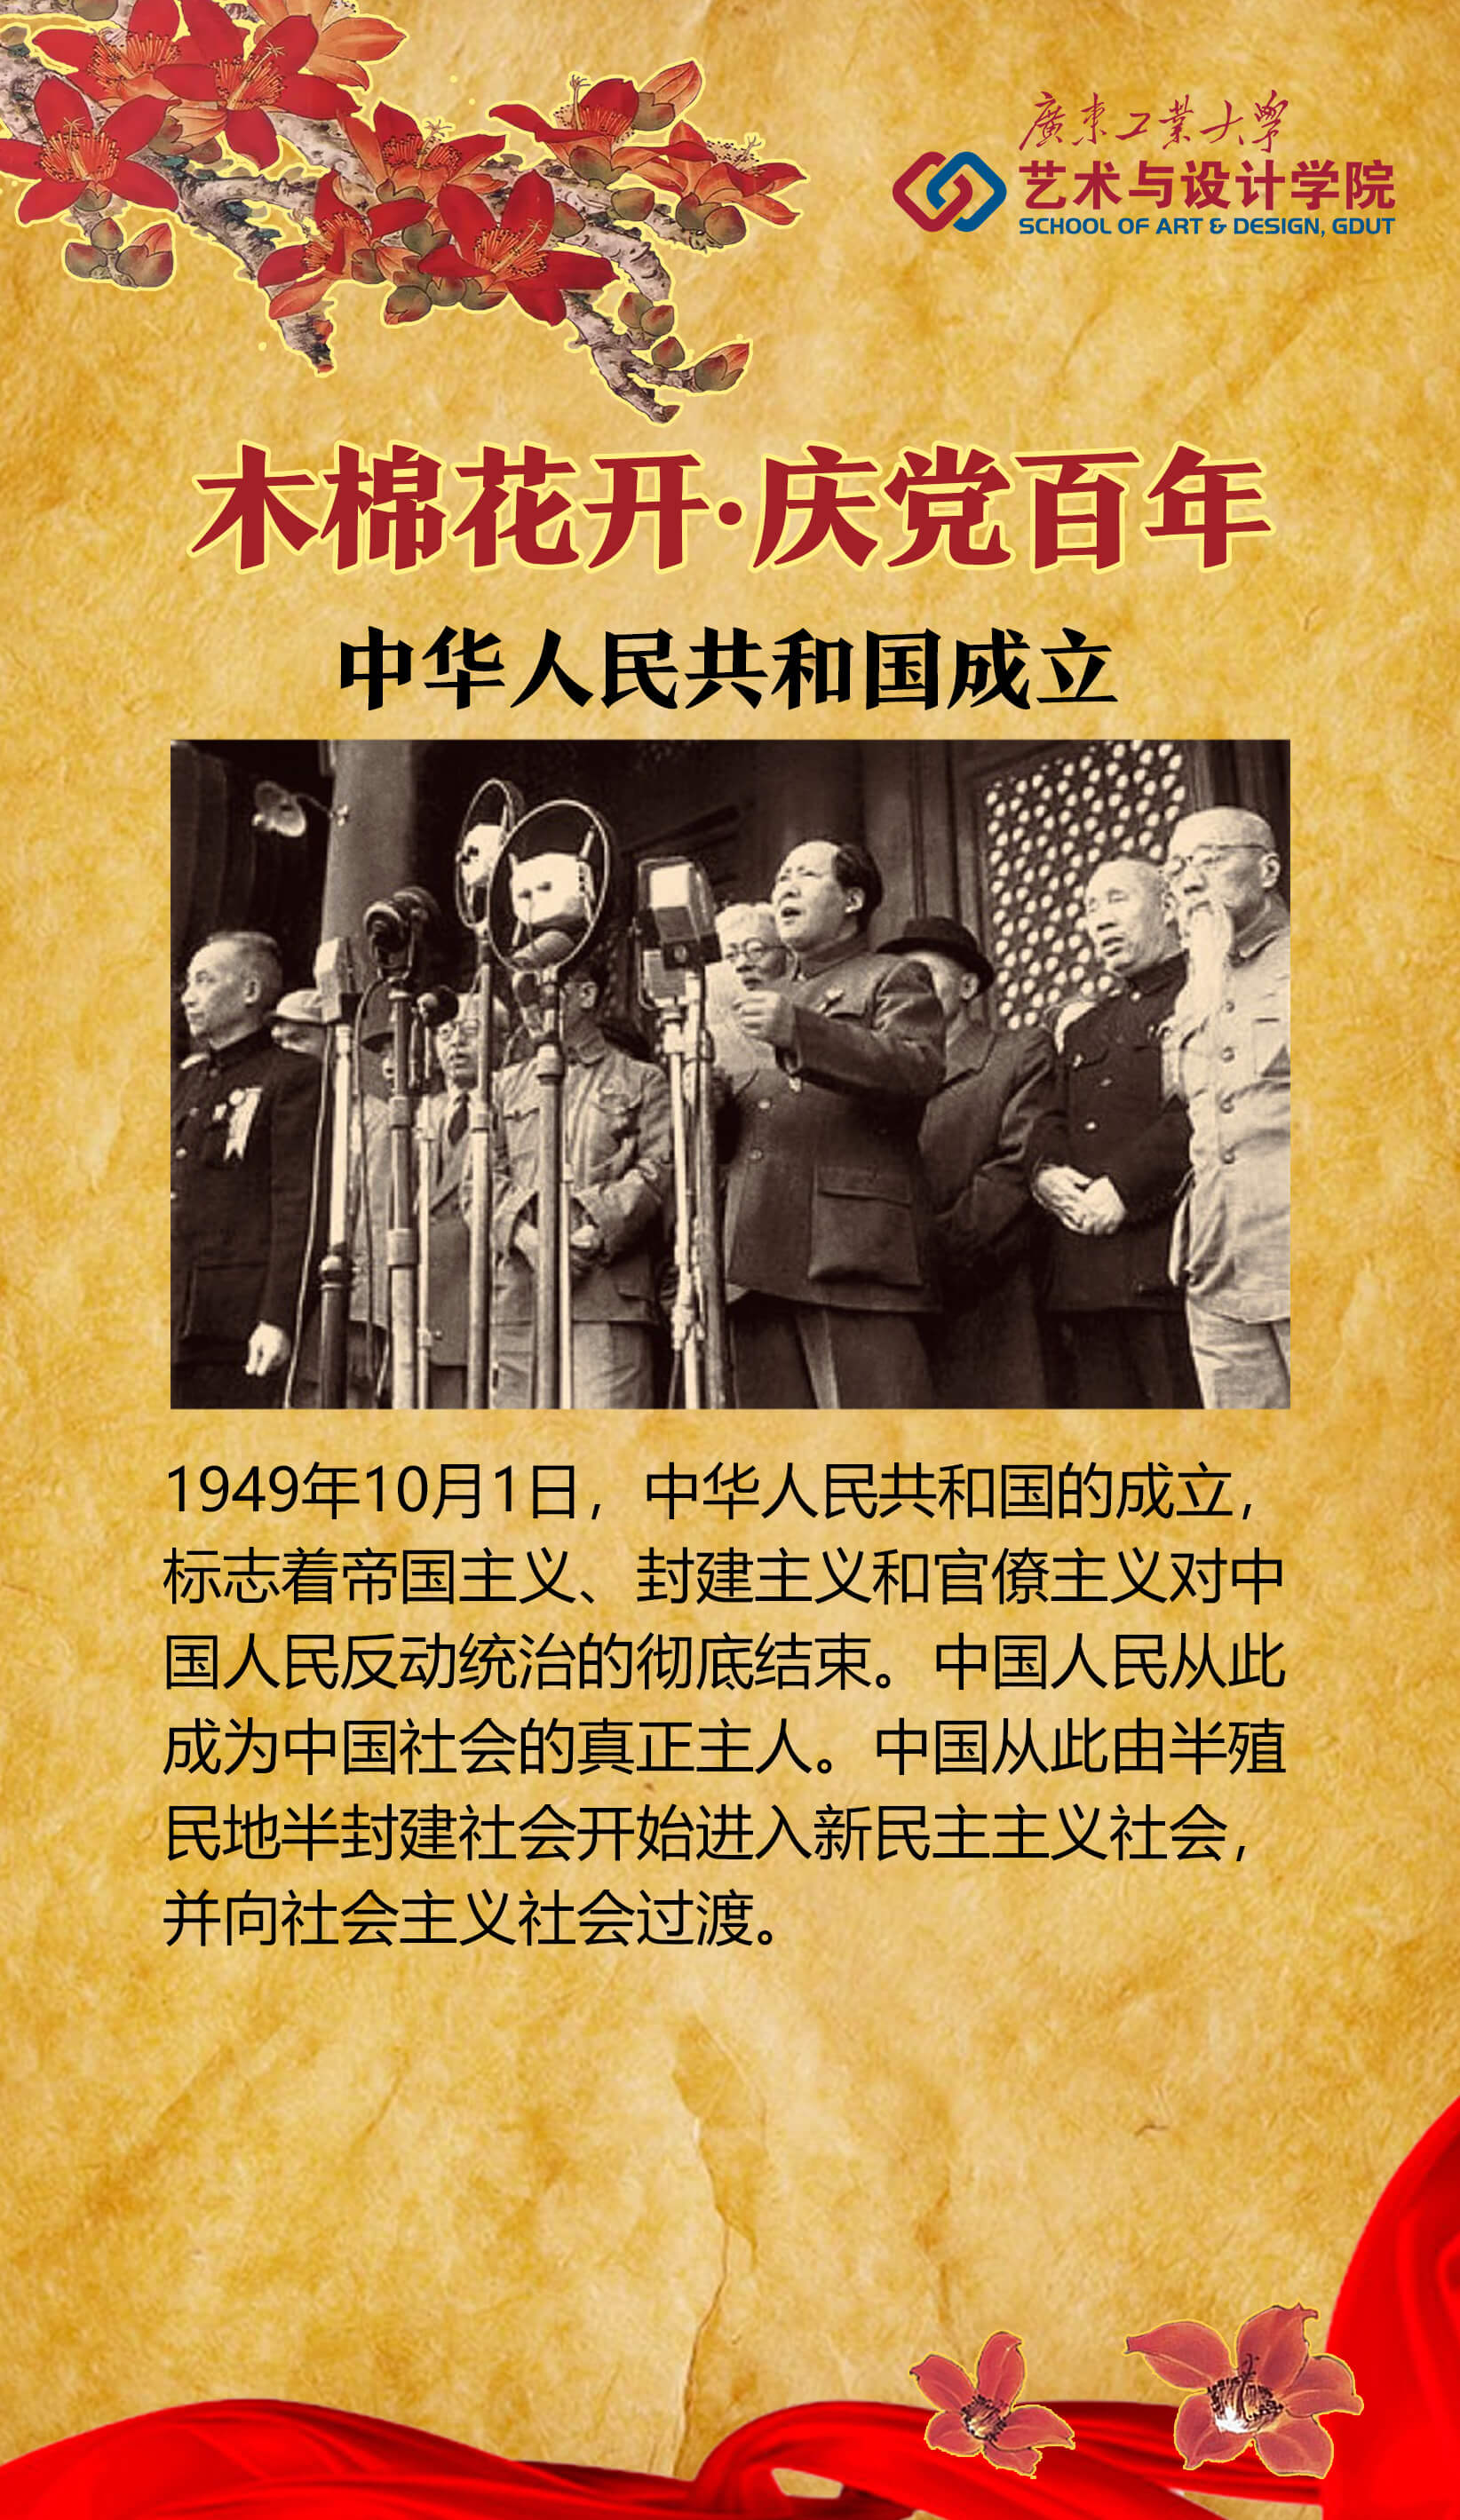 廣東工業大學
艺术与设计学院
SCHOOL OF ART & DESIGN, GDUT
木棉花开·庆党百年
中华人民共和国成立
1949年10月1日，中华人民共和国的成立，
标志着帝国主义、封建主义和官僚主义对中
国人民反动统治的彻底结束。中国人民从此
成为中国社会的真正主人。中国从此由半殖
民地半封建社会开始进入新民主主义社会，
并向社会主义社会过渡。